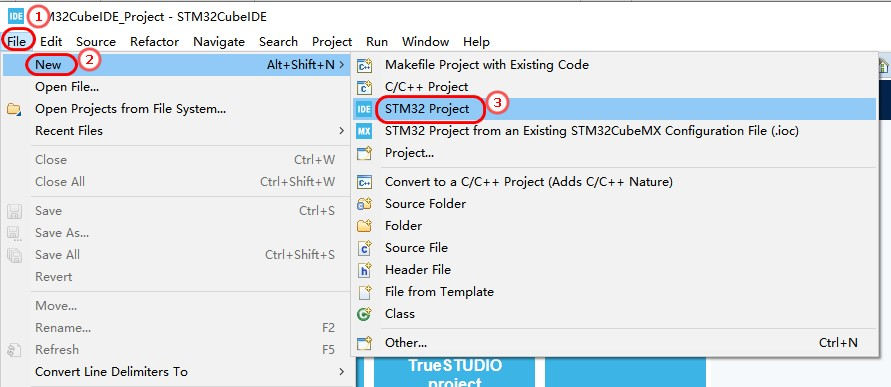 IDE M32CubeIDE_Project - STM32CubeIDE
1
File Edit Source Refactor Navigate Search Project Run Window Help
New Alt+Shift+N
2
Open File...
Open Projects from File System...
Recent Files
Close Ctrl+W
Close All Ctrl+Shift+W
Save Ctrl+S
Save As...
Save All Ctrl+Shift+S
Revert
Move...
Rename... F2
Refresh F5
Convert Line Delimiters To
Makefile Project with Existing Code
C/C++ Project
IDE STM32 Project
3
MX STM32 Project from an Existing STM32CubeMX Configuration File (.ioc)
Project...
Convert to a C/C++ Project (Adds C/C++ Nature)
Source Folder
Folder
Source File
Header File
File from Template
Class
Other... Ctrl+N
TrueSTUDIO
project